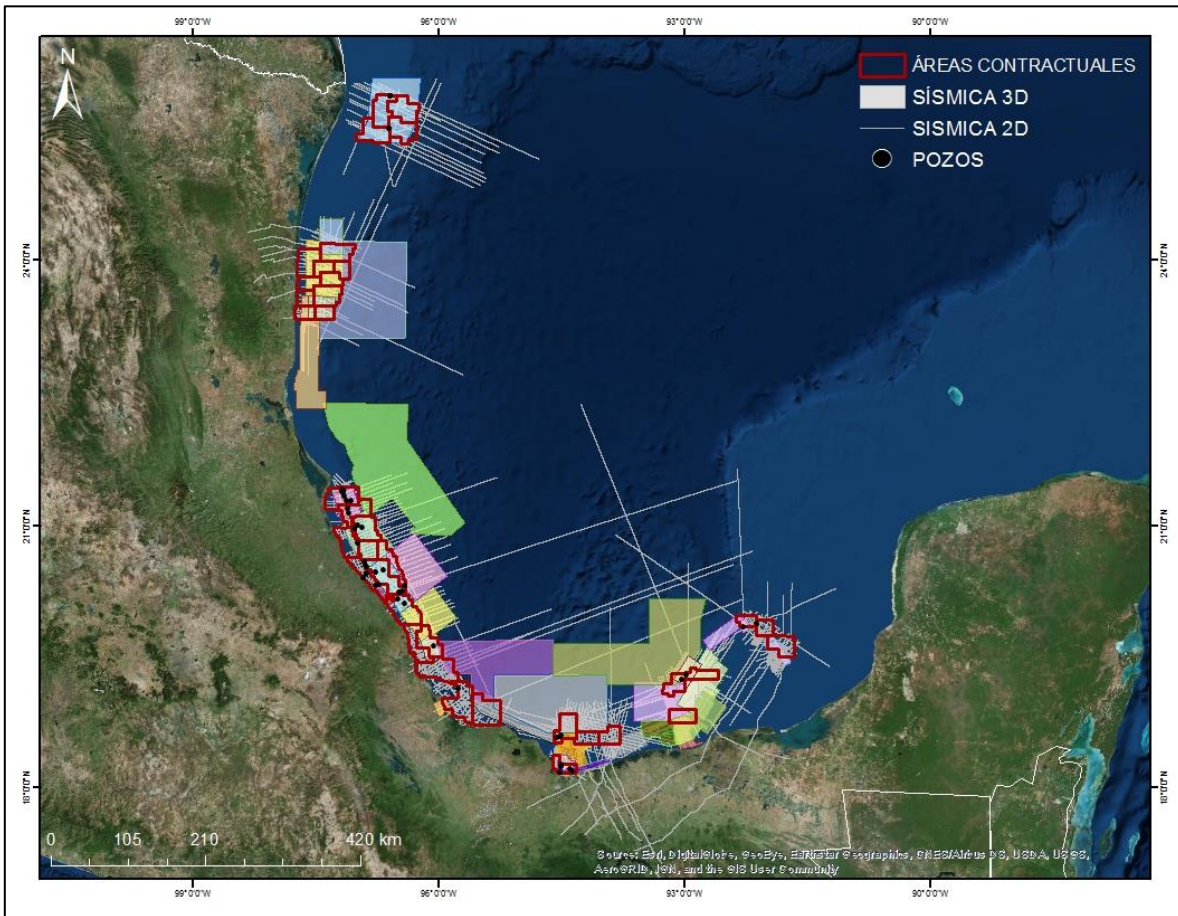 99°0'0"W 96°0'0"W 93°0'0"W 90°0'0"W
N
ÁREAS CONTRACTUALES
SÍSMICA 3D
SISMICA 2D
POZOS
24°0'0"N 24°0'0"N
21°0'0"N 21°0'0"N
18°0'0"N 18°0'0"N
0 105 210 420 km
Source: Esri, DigitalGlobe, GeoEye, Earthstar Geographics, CNES/Airbus DS, USDA, USGS,
AeroGRID, IGN, and the GIS User Community
99°0'0"W 96°0'0"W 93°0'0"W 90°0'0"W